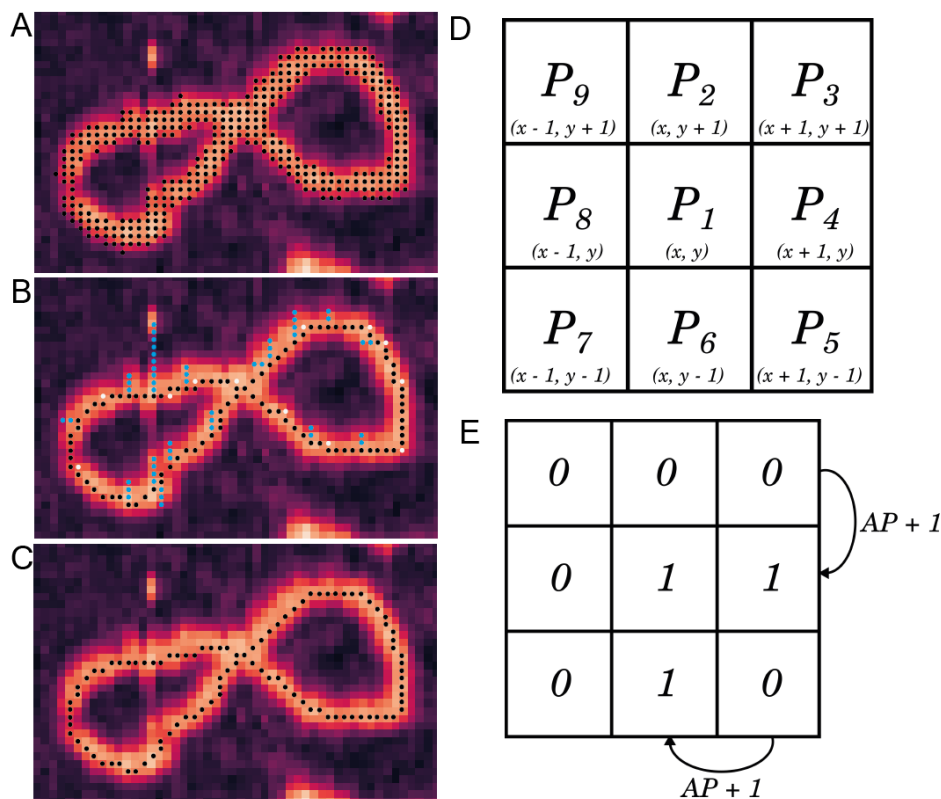 A
B
C
D
P9 P2 P3
(x - 1, y + 1) (x, y + 1) (x + 1, y + 1)
P8 P1 P4
(x - 1, y) (x, y) (x + 1, y)
P7 P6 P5
(x - 1, y - 1) (x, y - 1) (x + 1, y - 1)
E
0 0 0
AP + 1
0 1 1
0 1 0
AP + 1